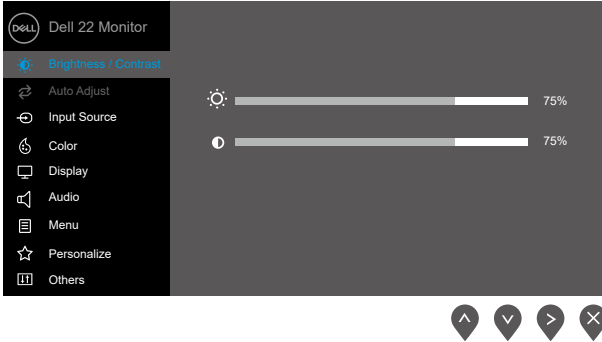 DELL Dell 22 Monitor
Brightness / Contrast
Auto Adjust
75%
Input Source
Color
75%
Display
Audio
Menu
Personalize
Others